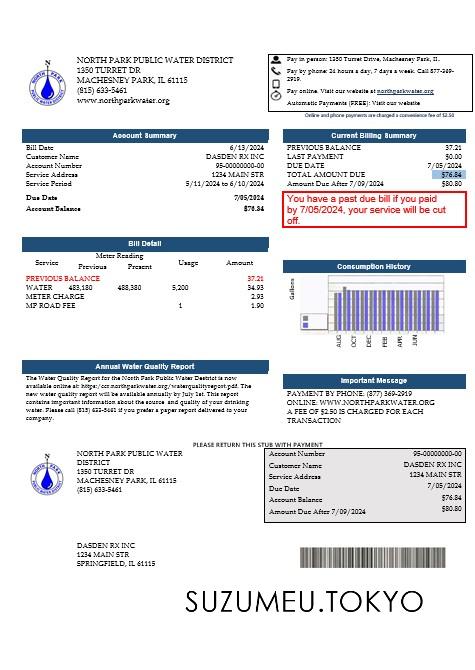 NORTH PARK PUBLIC WATER DISTRICT
1350 TURRET DR
MACHESNEY PARK, IL 61115
(815) 633-5461
www.northparkwater.org
NORTH PARK
WATER
Pay in person: 1350 Turret Drive, Machesney Park, IL.
Pay by phone: 24 hours a day, 7 days a week. Call 877-369-
2919.
Pay online. Visit our website at northparkwater.org
Automatic Payments (FREE): Visit our website
Online and phone payments are charged a convenience fee of $2.50
Account Summary
Bill Date 6/13/2024
Customer Name DASDEN RX INC
Account Number 95-00000000-00
Service Address 1234 MAIN STR
Service Period 5/11/2024 to 6/10/2024
Due Date 7/05/2024
Account Balance $76.84
Current Billing Summary
PREVIOUS BALANCE 37.21
LAST PAYMENT $0.00
DUE DATE 7/05/2024
TOTAL AMOUNT DUE $76.84
Amount Due After 7/09/2024 $80.80
You have a past due bill if you paid
by 7/05/2024, your service will be cut
off.
Bill Detail
Meter Reading
Service Previous Present Usage Amount
PREVIOUS BALANCE 37.21
WATER 483,180 488,380 5,200 34.93
METER CHARGE 2.93
MP ROAD FEE 1 1.90
Consumption History
Gallons
AUG OCT DEC FEB APR JUN
Annual Water Quality Report
The Water Quality Report for the North Park Public Water District is now
available online at: https:/ccr.northparkwater.org/waterqualityreport.pdf. The
new water quality will be available annually by July 1st. This report
contains important information about the source and quality of your drinking
water. Please call (815) 633-5461 if you prefer a paper report delivered to your
company.
Important Message
PAYMENT BY PHONE: (877) 369-2919
ONLINE: WWW.NORTHPARKWATER.ORG
A FEE OF $2.50 IS CHARGED FOR EACH
TRANSACTION
PLEASE RETURN THIS STUB WITH PAYMENT
NORTH PARK
WATER
NORTH PARK PUBLIC WATER
DISTRICT
1350 TURRET DR
MACHESNEY PARK, IL 61115
(815) 633-5461
Account Number 95-00000000-00
Customer Name DASDEN RX INC
Service Address 1234 MAIN STR
Due Date 7/05/2024
Account Balance $76.84
Amount Due After 7/09/2024 $80.80
DASDEN RX INC
1234 MAIN STR
SPRINGFIELD, IL 61115
SUZUMEU.TOKYO